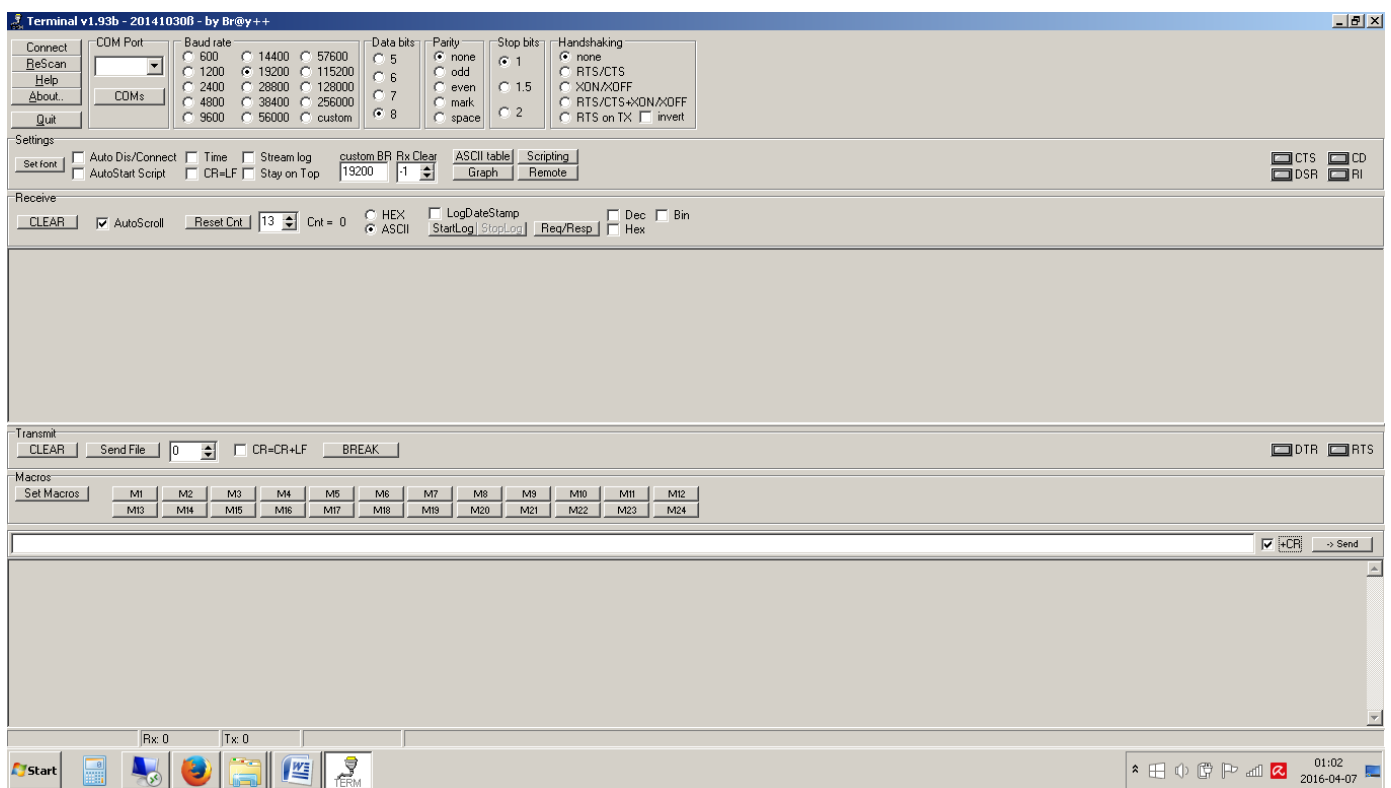 Terminal v1.93b - 20141030ß - by Br@y++
Connect
ReScan
Help
About..
Quit
COM Port
COMs
Baud rate
600 14400 57600
1200 19200 115200
2400 28800 128000
4800 38400 256000
9600 56000 custom
Data bits
5
6
7
8
Parity
none
odd
even
mark
space
Stop bits
1
1.5
2
Handshaking
none
RTS/CTS
XON/XOFF
RTS/CTS+XON/XOFF
RTS on TX invert
Settings
Set font
Auto Dis/Connect Time Stream log
AutoStart Script CR=LF Stay on Top
custom BR Rx Clear
19200 -1
ASCII table Scripting
Graph Remote
CTS CD
DSR RI
Receive
CLEAR AutoScroll Reset Cnt 13 Cnt = 0
HEX
ASCII
LogDateStamp
StartLog StopLog Req/Resp
Dec Bin
Hex
Transmit
CLEAR Send File 0 CR=CR+LF BREAK DTR RTS
Macros
Set Macros
M1 M2 M3 M4 M5 M6 M7 M8 M9 M10 M11 M12
M13 M14 M15 M16 M17 M18 M19 M20 M21 M22 M23 M24
+CR -> Send
Rx: 0 Tx: 0
Start
W
TERM
01:02
2016-04-07